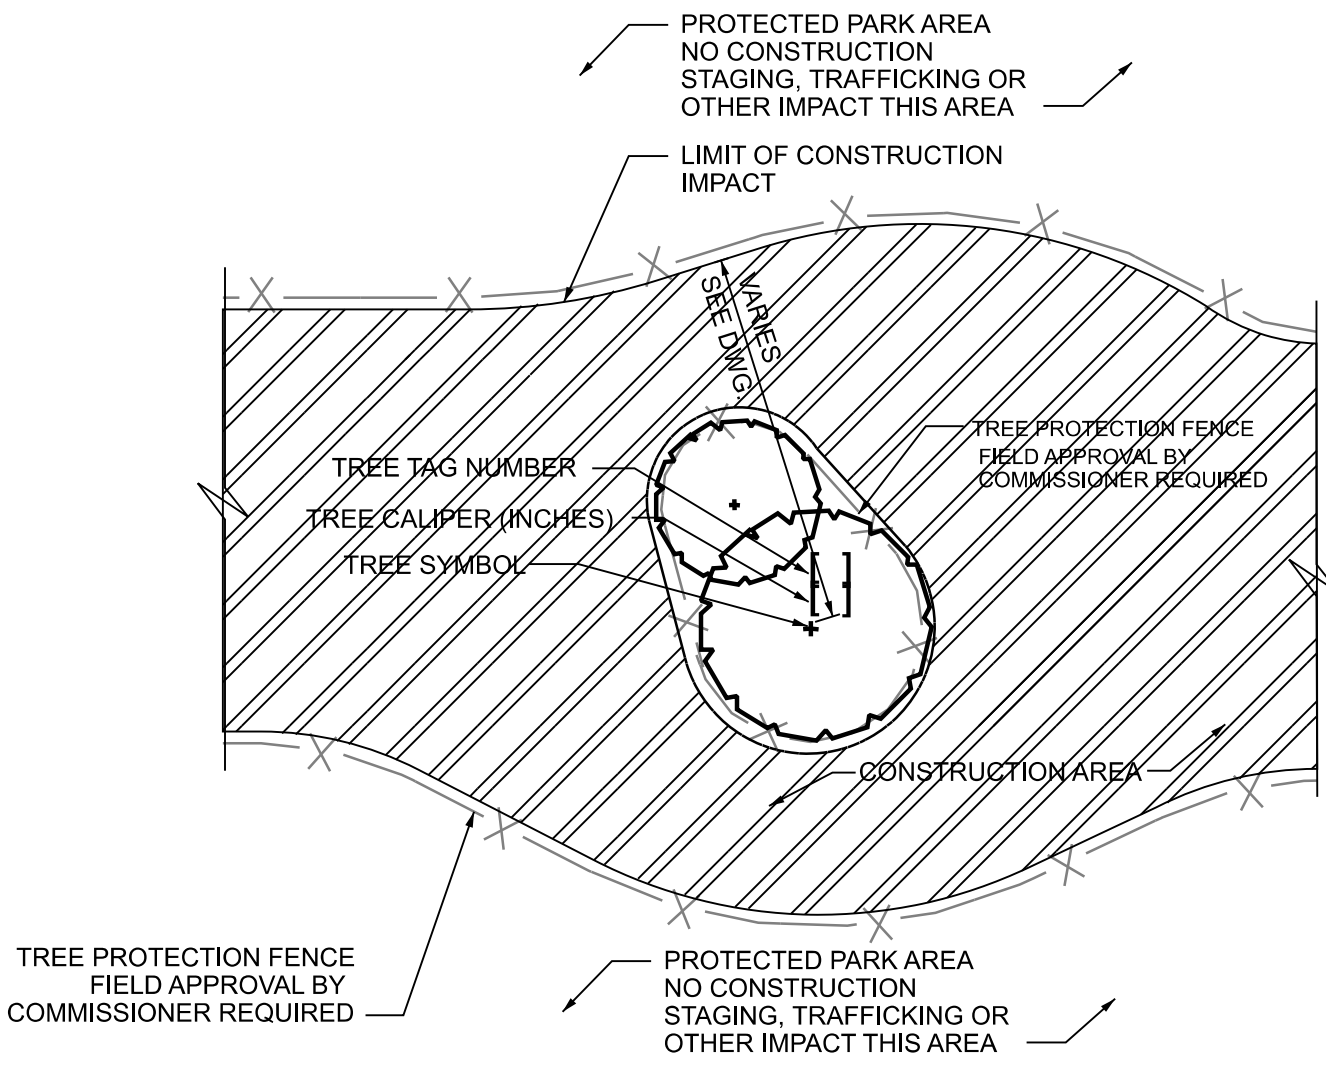 PROTECTED PARK AREA
NO CONSTRUCTION
STAGING, TRAFFICKING OR
OTHER IMPACT THIS AREA
LIMIT OF CONSTRUCTION
IMPACT
VARIES
SEE DWG.
TREE PROTECTION FENCE
FIELD APPROVAL BY
COMMISSIONER REQUIRED
TREE TAG NUMBER
TREE CALIPER (INCHES)
TREE SYMBOL
CONSTRUCTION AREA
TREE PROTECTION FENCE
FIELD APPROVAL BY
COMMISSIONER REQUIRED
PROTECTED PARK AREA
NO CONSTRUCTION
STAGING, TRAFFICKING OR
OTHER IMPACT THIS AREA